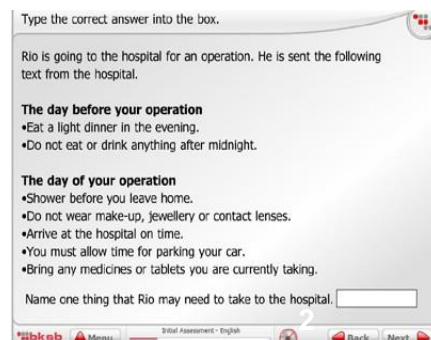 Type the correct answer into the box.
Rio is going to the hospital for an operation. He is sent the following
text from the hospital.
The day before your operation
•Eat a light dinner in the evening.
•Do not eat or drink anything after midnight.
The day of your operation
•Shower before you leave home.
•Do not wear make-up, jewellery or contact lenses.
•Arrive at the hospital on time.
•You must allow time for parking your car.
•Bring any medicines or tablets you are currently taking.
Name one thing that Rio may need to take to the hospital.
2
bksb Menu Initial Assessment - English Back Next